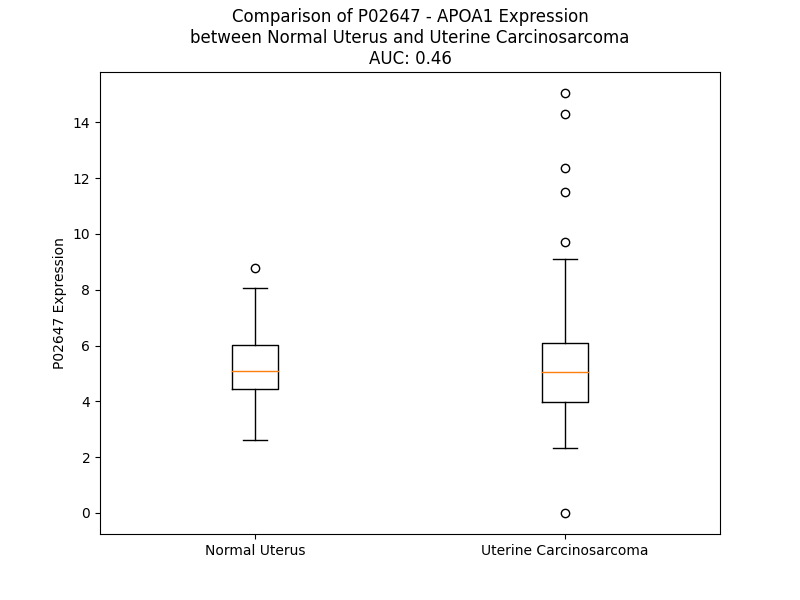 Comparison of P02647 - APOA1 Expression
between Normal Uterus and Uterine Carcinosarcoma
AUC: 0.46
P02647 Expression
14
12
10
8
6
4
2
0
Normal Uterus
Uterine Carcinosarcoma